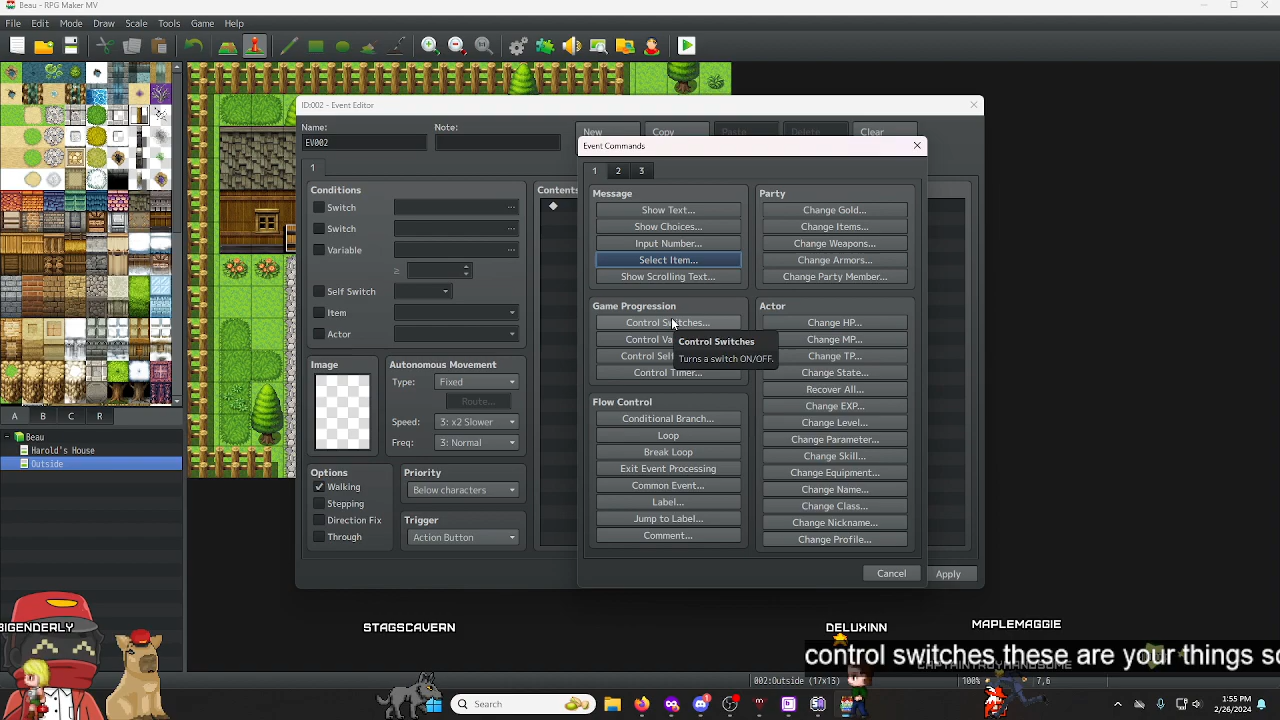 Beau - RPG Maker MV
File Edit Mode Draw Scale Tools Game Help
ID:002 - Event Editor
Name: Note:
EV002
New Copy Paste Delete Clear
1
Conditions
Switch ...
Switch ...
Variable ...
≥
Self Switch
Item
Actor
Image
Autonomous Movement
Type: Fixed
Route...
Speed: 3: x2 Slower
Freq: 3: Normal
Options
Walking
Stepping
Direction Fix
Through
Priority
Below characters
Trigger
Action Button
Contents
Apply
Event Commands
1 2 3
Message
Show Text...
Show Choices...
Input Number...
Select Item...
Show Scrolling Text...
Game Progression
Control Switches...
Control Va
Control Self
Control Timer...
Control Switches
Turns a switch ON/OFF.
Flow Control
Conditional Branch...
Loop
Break Loop
Exit Event Processing
Common Event...
Label...
Jump to Label...
Comment...
Party
Change Gold...
Change Items...
Change Weapons...
Change Armors...
Change Party Member...
Actor
Change HP...
Change MP...
Change TP...
Change State...
Recover All...
Change EXP...
Change Level...
Change Parameter...
Change Skill...
Change Equipment...
Change Name...
Change Class...
Change Nickname...
Change Profile...
Cancel
A B C R
Beau
Harold's House
Outside
BIGENDERLY
STAGSCAVERN
DELUXINN
MAPLEMAGGIE
control switches these are your things so
002:Outside (17x13) 100% 7,6
Search
1:55 PM
2/26/2024